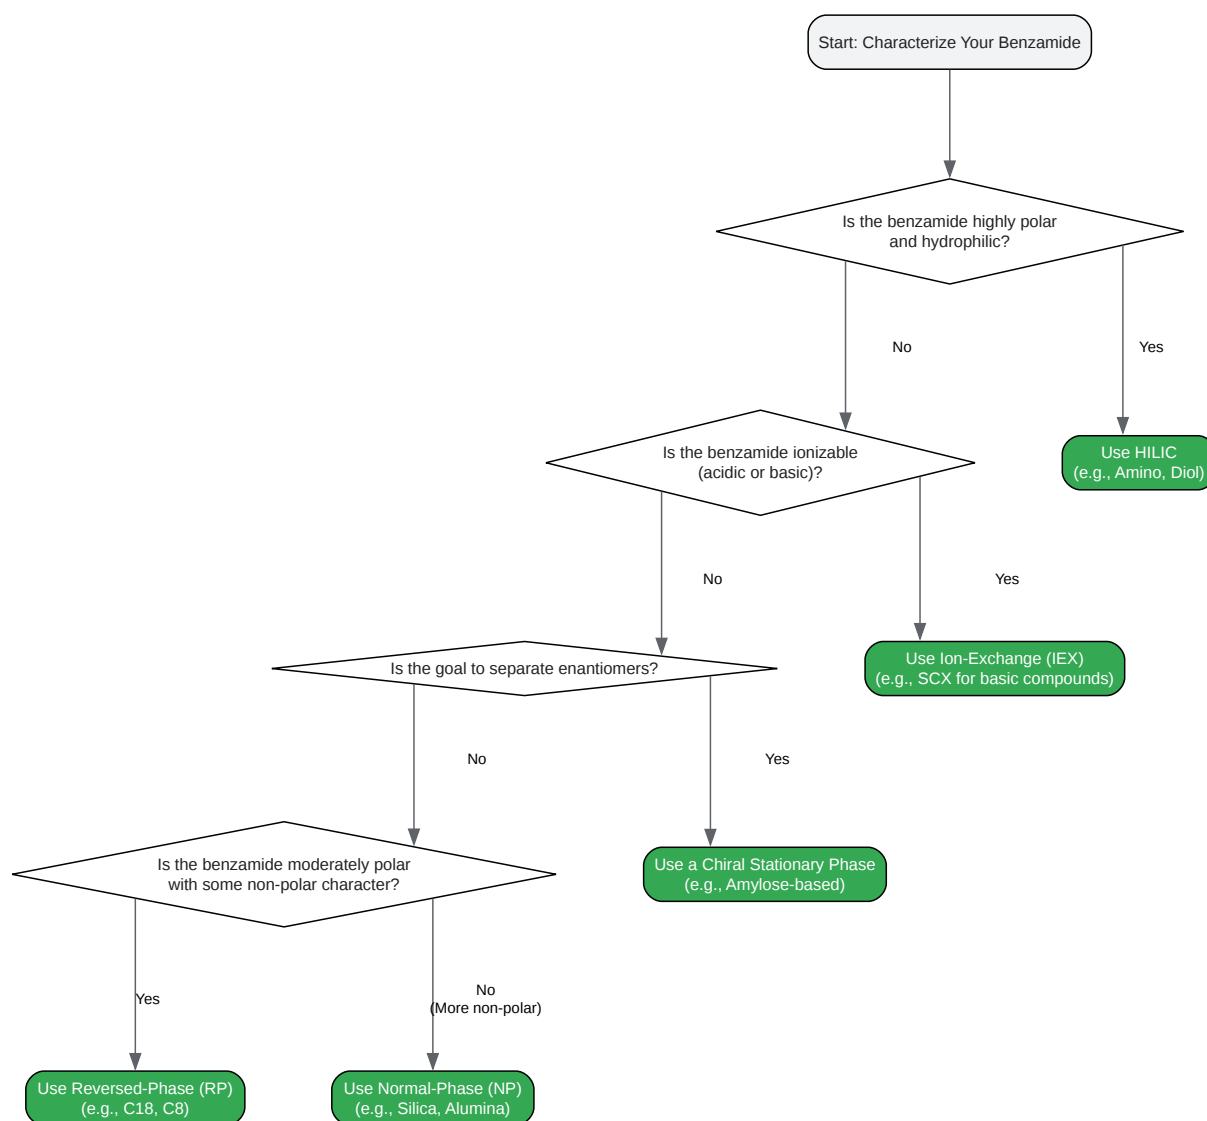 Start: Characterize Your Benzamide
Is the benzamide highly polar
and hydrophilic?
No
Yes
Is the benzamide ionizable
(acidic or basic)?
Use HILIC
(e.g., Amino, Diol)
No
Yes
Is the goal to separate enantiomers?
Use Ion-Exchange (IEX)
(e.g., SCX for basic compounds)
No
Yes
Is the benzamide moderately polar
with some non-polar character?
Use a Chiral Stationary Phase
(e.g., Amylose-based)
Yes
No
(More non-polar)
Use Reversed-Phase (RP)
(e.g., C18, C8)
Use Normal-Phase (NP)
(e.g., Silica, Alumina)